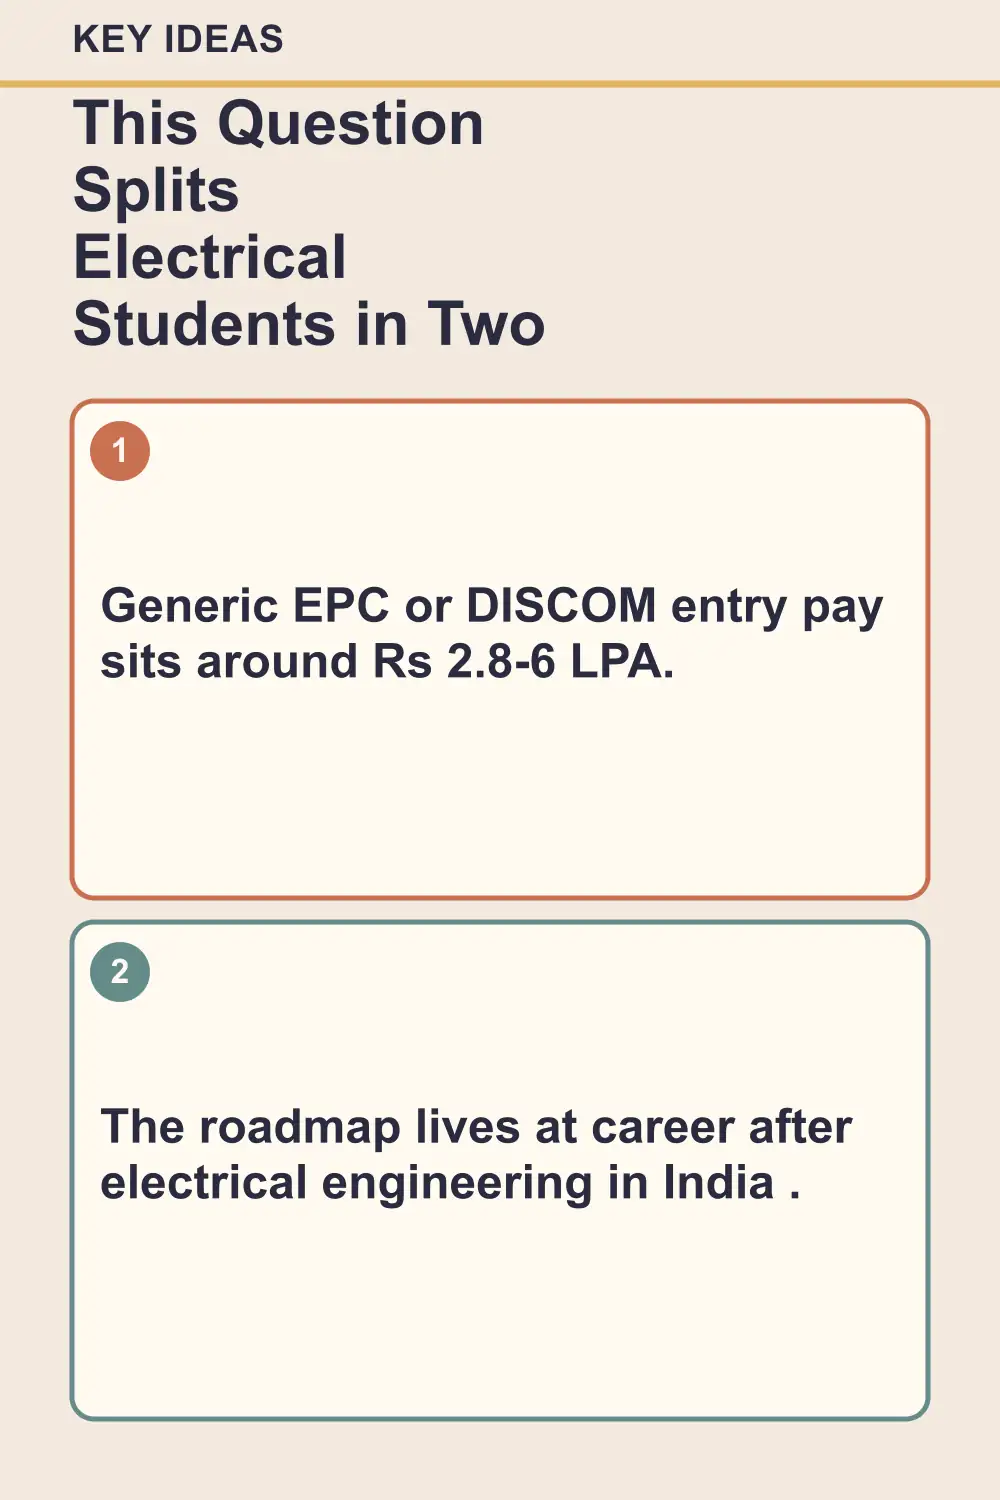 KEY IDEAS
This Question
Splits
Electrical
Students in Two
1
Generic EPC or DISCOM entry pay
sits around Rs 2.8-6 LPA.
2
The roadmap lives at career after
electrical engineering in India .